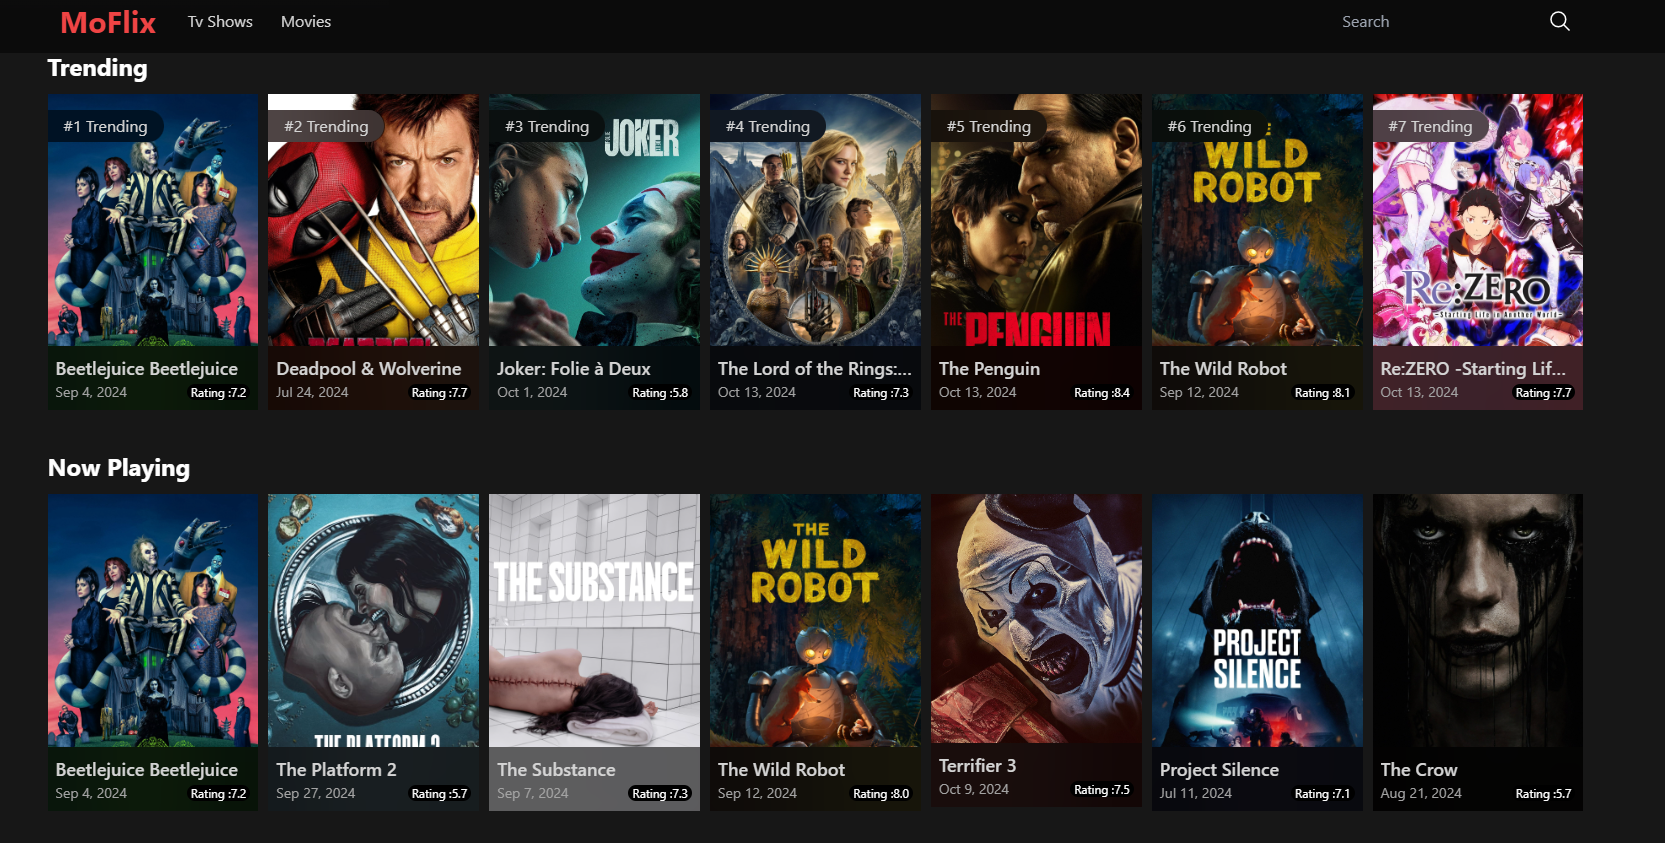 MoFlix Tv Shows Movies Search
Trending
#1 Trending #2 Trending #3 Trending #4 Trending #5 Trending #6 Trending #7 Trending
JOKER
WILD
ROBOT
Re:ZERO
-Starting Life in Another World-
THE PENGUIN
Beetlejuice Beetlejuice Deadpool & Wolverine Joker: Folie à Deux The Lord of the Rings:... The Penguin The Wild Robot Re:ZERO -Starting Lif...
Sep 4, 2024 Rating :7.2 Jul 24, 2024 Rating :7.7 Oct 1, 2024 Rating :5.8 Oct 13, 2024 Rating :7.3 Oct 13, 2024 Rating :8.4 Sep 12, 2024 Rating :8.1 Oct 13, 2024 Rating :7.7
Now Playing
THE
WILD
ROBOT
THE SUBSTANCE
PROJECT
SILENCE
THE PLATFORM 2
Beetlejuice Beetlejuice The Platform 2 The Substance The Wild Robot Terrifier 3 Project Silence The Crow
Sep 4, 2024 Rating :7.2 Sep 27, 2024 Rating :5.7 Sep 7, 2024 Rating :7.3 Sep 12, 2024 Rating :8.0 Oct 9, 2024 Rating :7.5 Jul 11, 2024 Rating :7.1 Aug 21, 2024 Rating :5.7